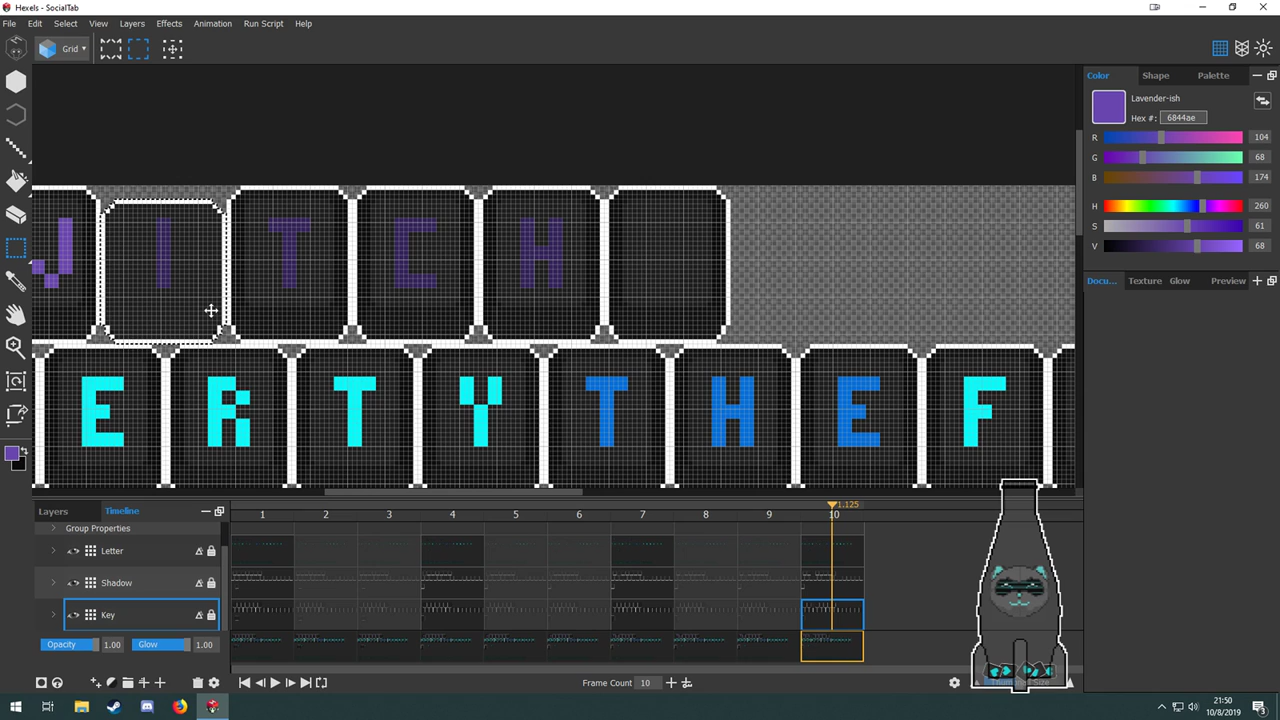 Hexels - SocialTab
File Edit Select View Layers Effects Animation Run Script Help
Grid
Color Shape Palette
Lavender-ish
Hex #: 6844ae
R 104
G 68
B 174
H 260
S 61
V 68
Docu... Texture Glow Preview
I T C H
E R T Y T H E F
Layers Timeline
1.125
1 2 3 4 5 6 7 8 9 10
Group Properties
Letter
Shadow
Key
Opacity 1.00 Glow 1.00
Frame Count 10
Size
21:50
10/8/2019
3